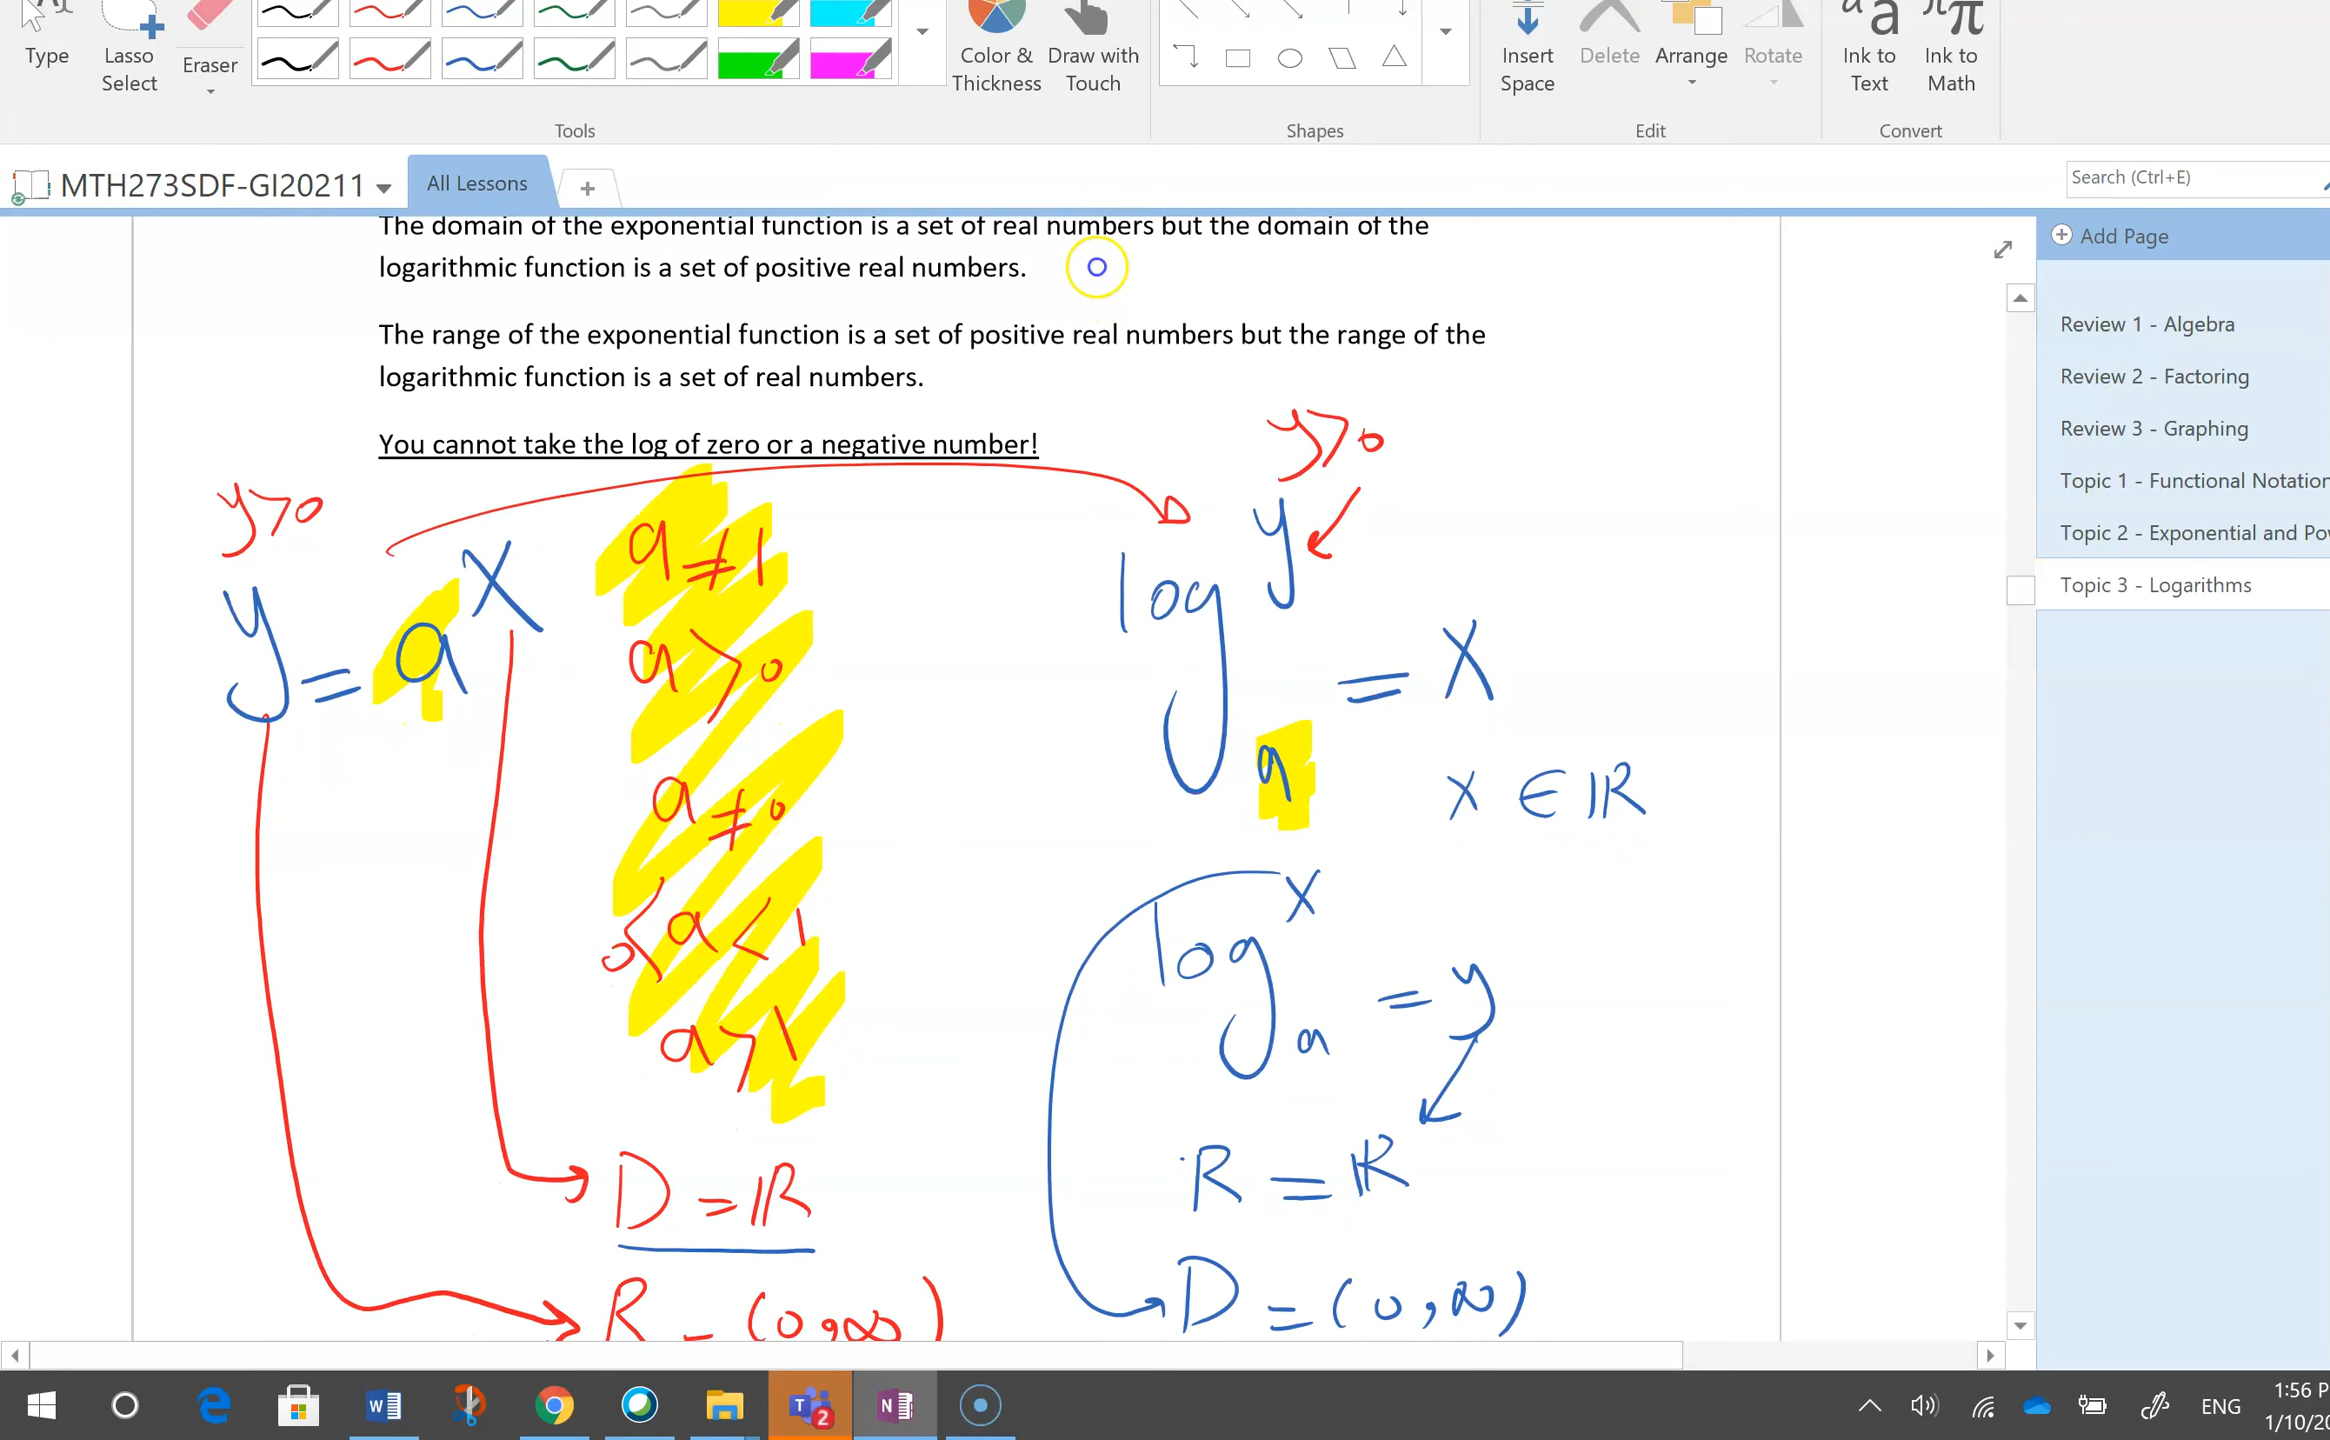 Type
Lasso Select
Eraser
Color & Thickness
Draw with Touch
Insert Space
Delete
Arrange
Rotate
Ink to Text
Ink to Math
Tools
Shapes
Edit
Convert
MTH273SDF-GI20211
All Lessons
Search (Ctrl+E)
Add Page
Review 1 - Algebra
Review 2 - Factoring
Review 3 - Graphing
Topic 1 - Functional Notation
Topic 2 - Exponential and Po
Topic 3 - Logarithms
The domain of the exponential function is a set of real numbers but the domain of the
logarithmic function is a set of positive real numbers.
The range of the exponential function is a set of positive real numbers but the range of the
logarithmic function is a set of real numbers.
You cannot take the log of zero or a negative number!
y>0
y = a^x
a ≠ 1
a > 0
a ≠ 0
0 < a < 1
a > 1
D = ℝ
R = (0,∞)
y>0
log_a y = x
x ∈ ℝ
log_a x = y
R = ℝ
D = (0,∞)
2
ENG
1:56 P
1/10/20